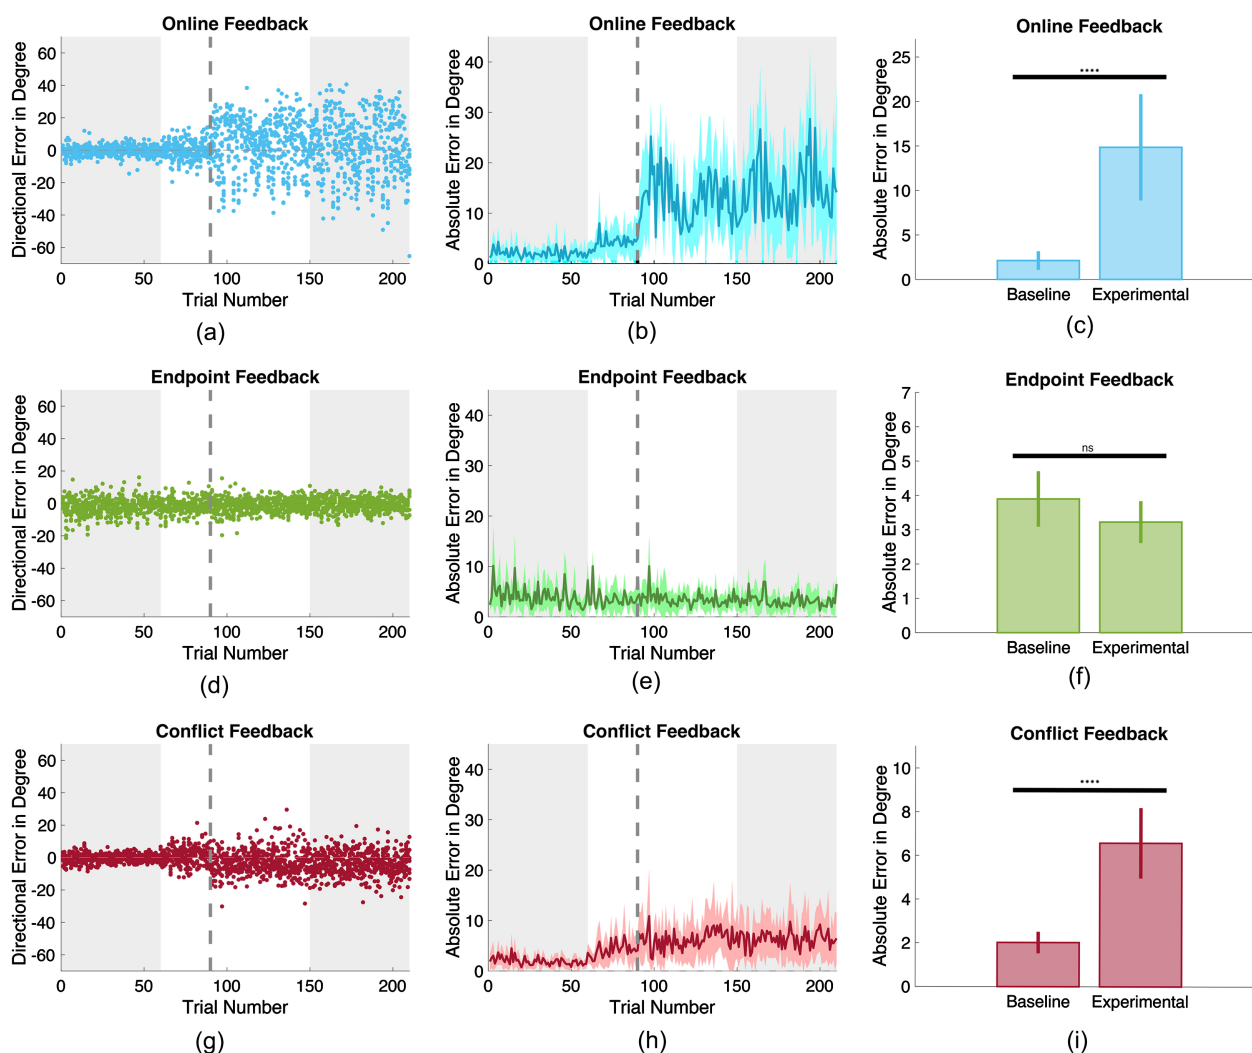 Online Feedback
Directional Error in Degree
60
40
20
0
-20
-40
-60
0
50
100
150
200
Trial Number
(a)
Online Feedback
Absolute Error in Degree
40
30
20
10
0
0
50
100
150
200
Trial Number
(b)
Online Feedback
Absolute Error in Degree
25
20
15
10
5
0
****
Baseline
Experimental
(c)
Endpoint Feedback
Directional Error in Degree
60
40
20
0
-20
-40
-60
0
50
100
150
200
Trial Number
(d)
Endpoint Feedback
Absolute Error in Degree
40
30
20
10
0
0
50
100
150
200
Trial Number
(e)
Endpoint Feedback
Absolute Error in Degree
7
6
5
4
3
2
1
0
ns
Baseline
Experimental
(f)
Conflict Feedback
Directional Error in Degree
60
40
20
0
-20
-40
-60
0
50
100
150
200
Trial Number
(g)
Conflict Feedback
Absolute Error in Degree
40
30
20
10
0
0
50
100
150
200
Trial Number
(h)
Conflict Feedback
Absolute Error in Degree
10
8
6
4
2
0
****
Baseline
Experimental
(i)